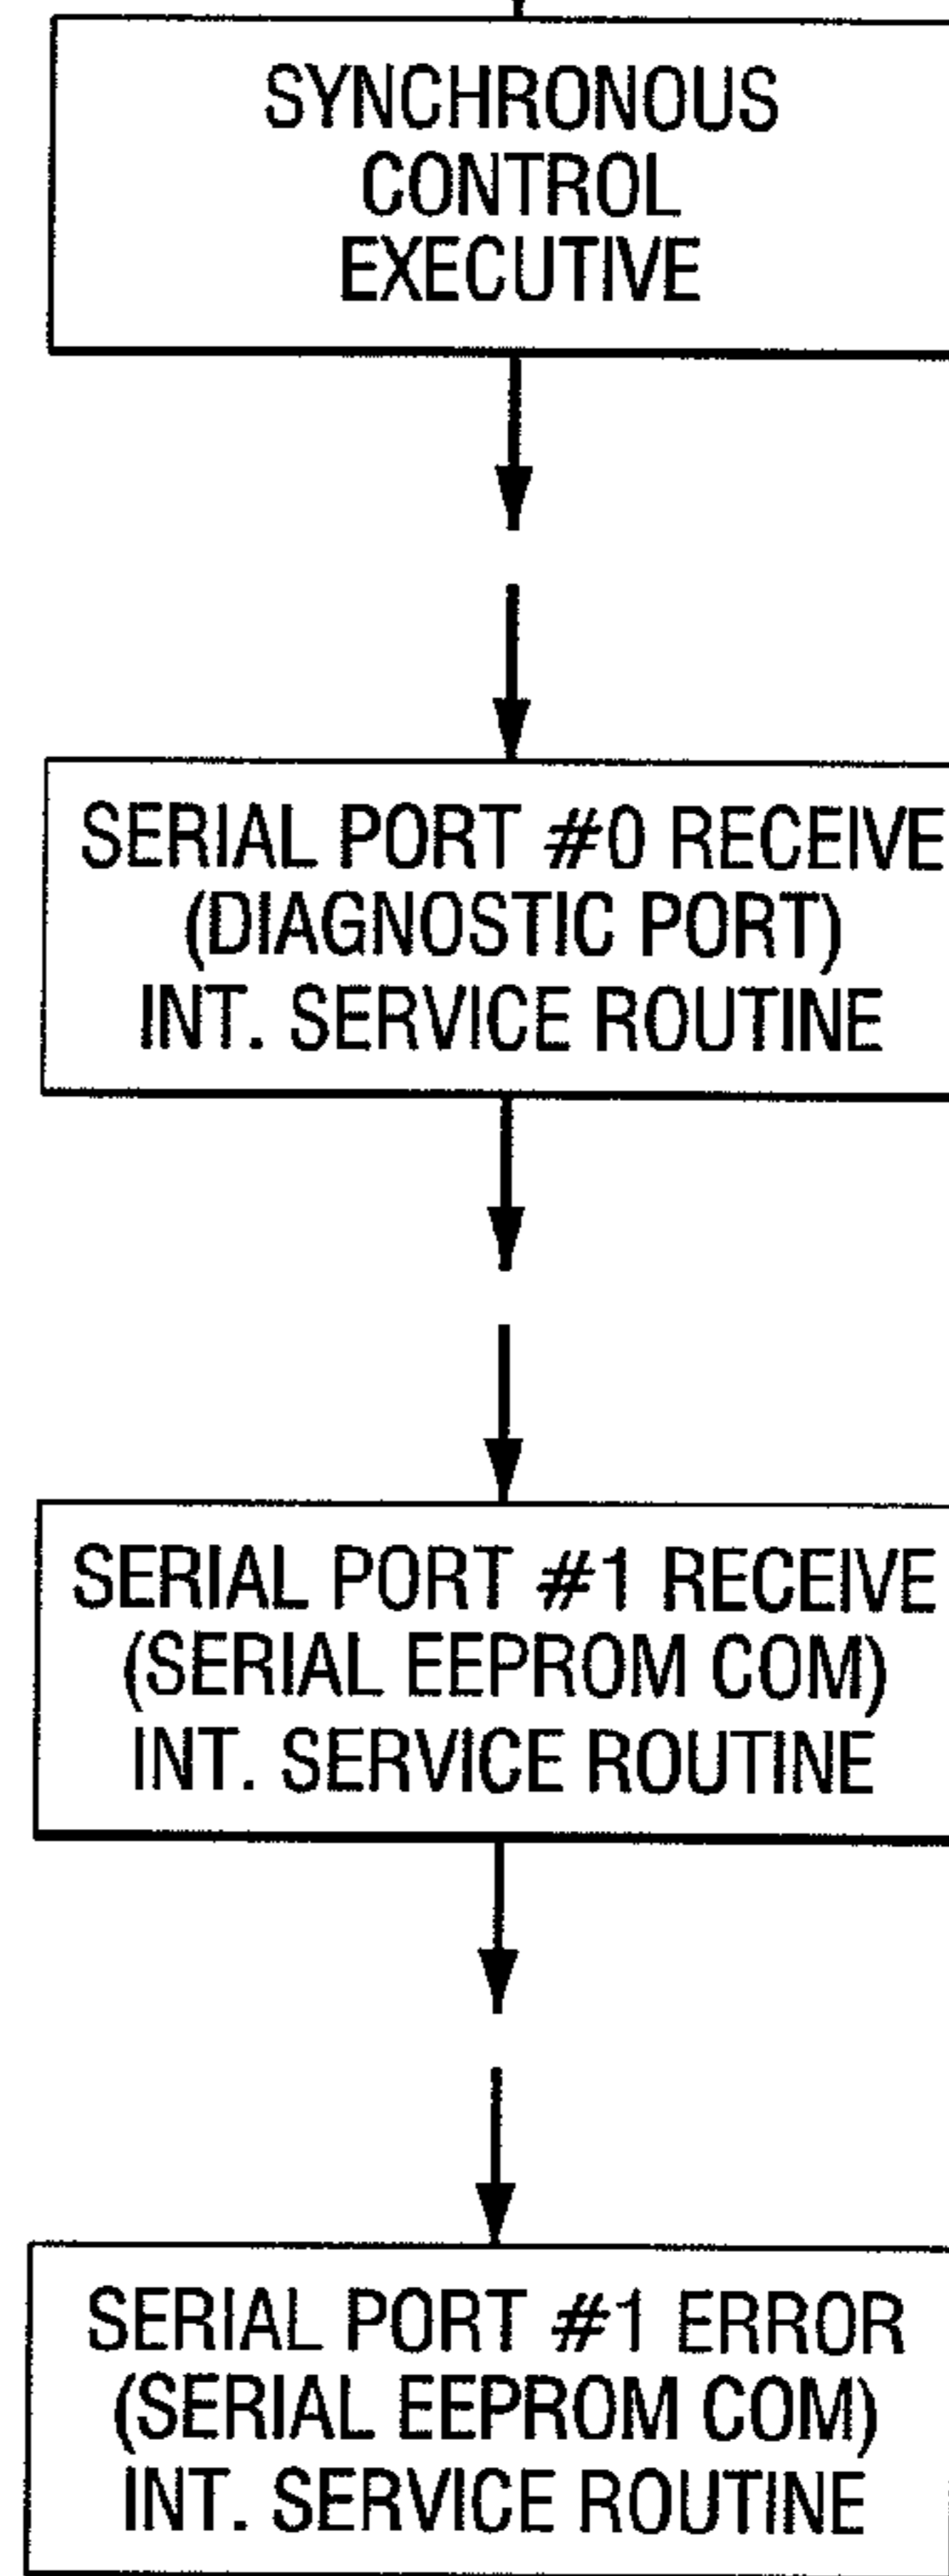 SYNCHRONOUS
CONTROL
EXECUTIVE
SERIAL PORT #0 RECEIVE
(DIAGNOSTIC PORT)
INT. SERVICE ROUTINE
SERIAL PORT #1 RECEIVE
(SERIAL EEPROM COM)
INT. SERVICE ROUTINE
SERIAL PORT #1 ERROR
(SERIAL EEPROM COM)
INT. SERVICE ROUTINE